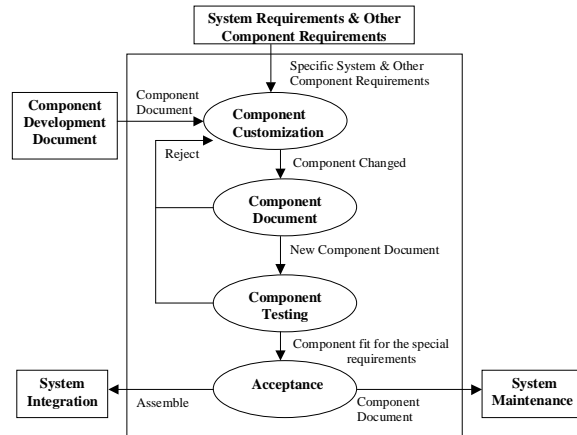 System Requirements & Other
Component Requirements
Specific System & Other
Component Requirements
Component
Document
Component
Development
Document
Component
Customization
Reject
Component Changed
Component
Document
New Component Document
Component
Testing
Component fit for the special
requirements
System
Integration
Assemble
Acceptance
Component
Document
System
Maintenance